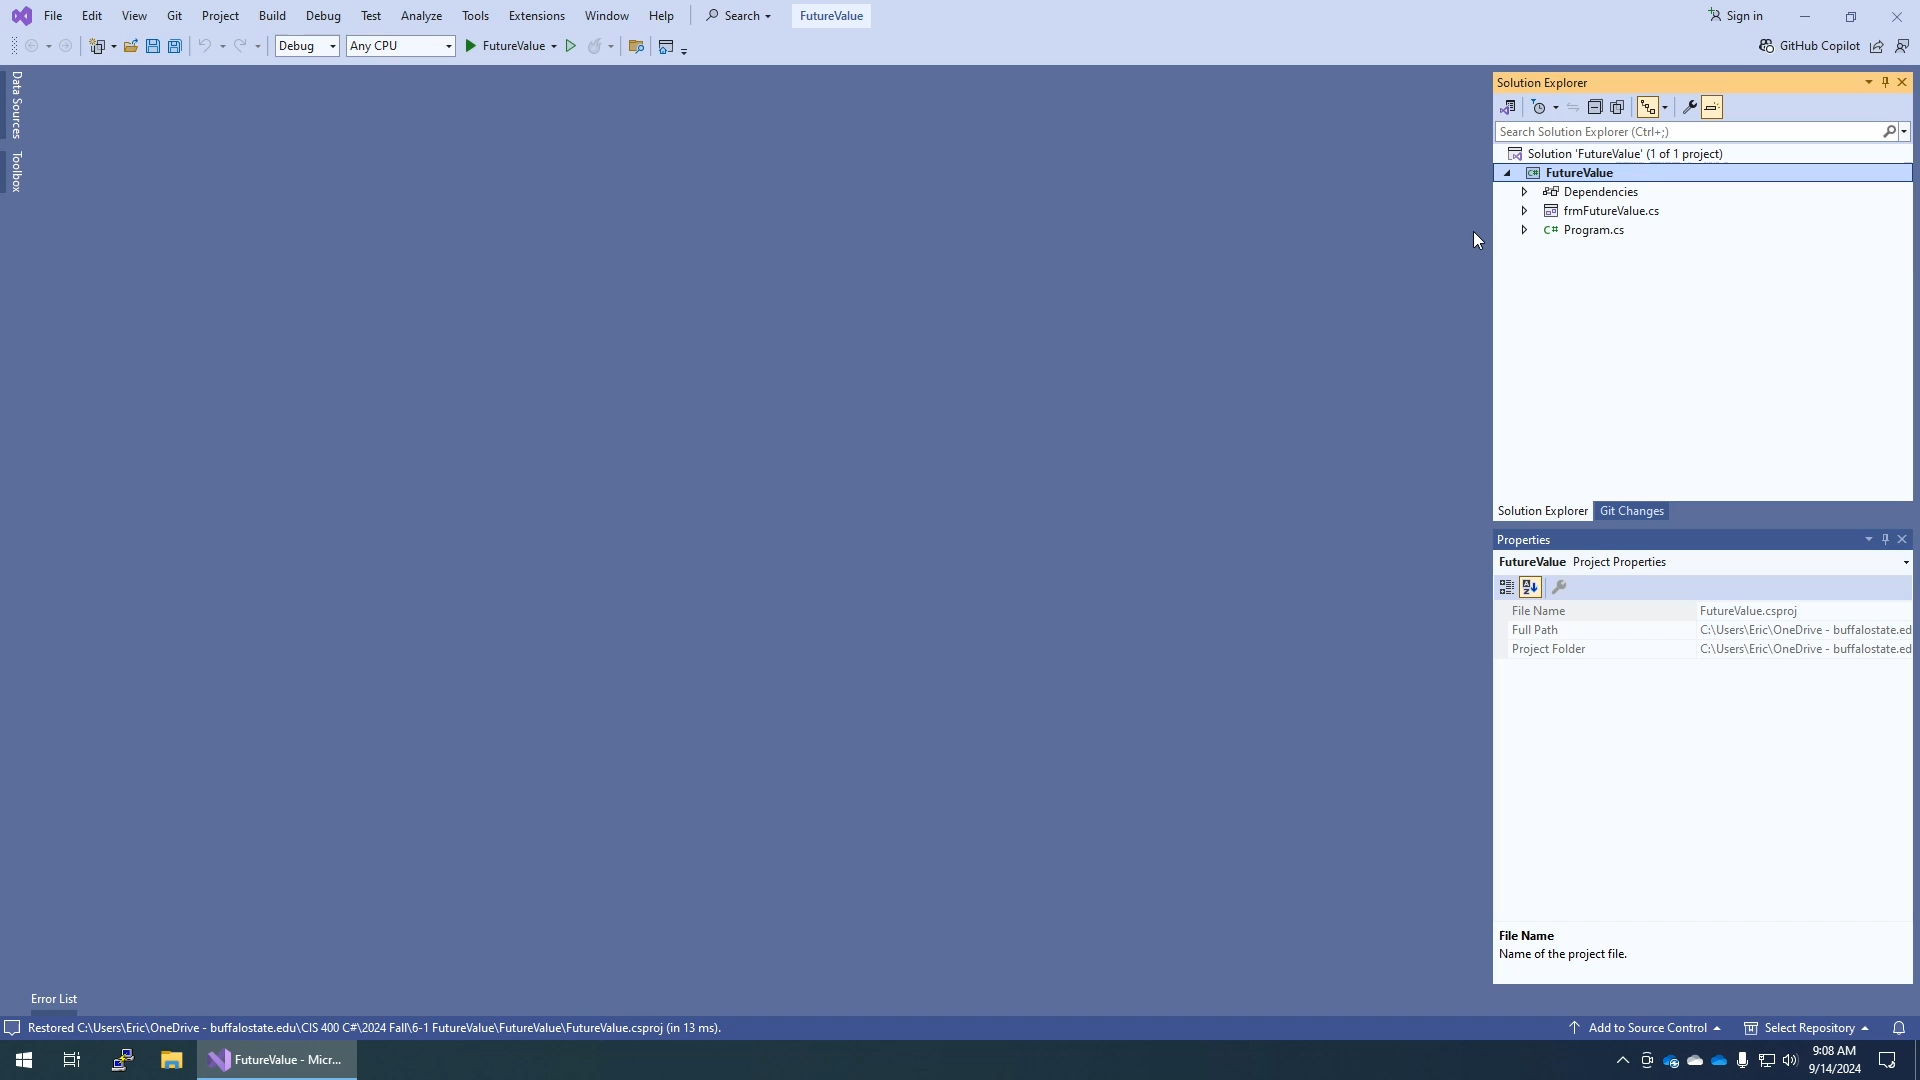 File Edit View Git Project Build Debug Test Analyze Tools Extensions Window Help Search FutureValue Sign in
Debug Any CPU FutureValue GitHub Copilot
Data Sources
Toolbox
Solution Explorer
Search Solution Explorer (Ctrl+;)
Solution 'FutureValue' (1 of 1 project)
C# FutureValue
Dependencies
frmFutureValue.cs
C# Program.cs
Solution Explorer Git Changes
Properties
FutureValue Project Properties
File Name FutureValue.csproj
Full Path C:\Users\Eric\OneDrive - buffalostate.ed
Project Folder C:\Users\Eric\OneDrive - buffalostate.ed
File Name
Name of the project file.
Error List
Restored C:\Users\Eric\OneDrive - buffalostate.edu\CIS 400 C#\2024 Fall\6-1 FutureValue\FutureValue\FutureValue.csproj (in 13 ms). Add to Source Control Select Repository
FutureValue - Micr...
9:08 AM
9/14/2024